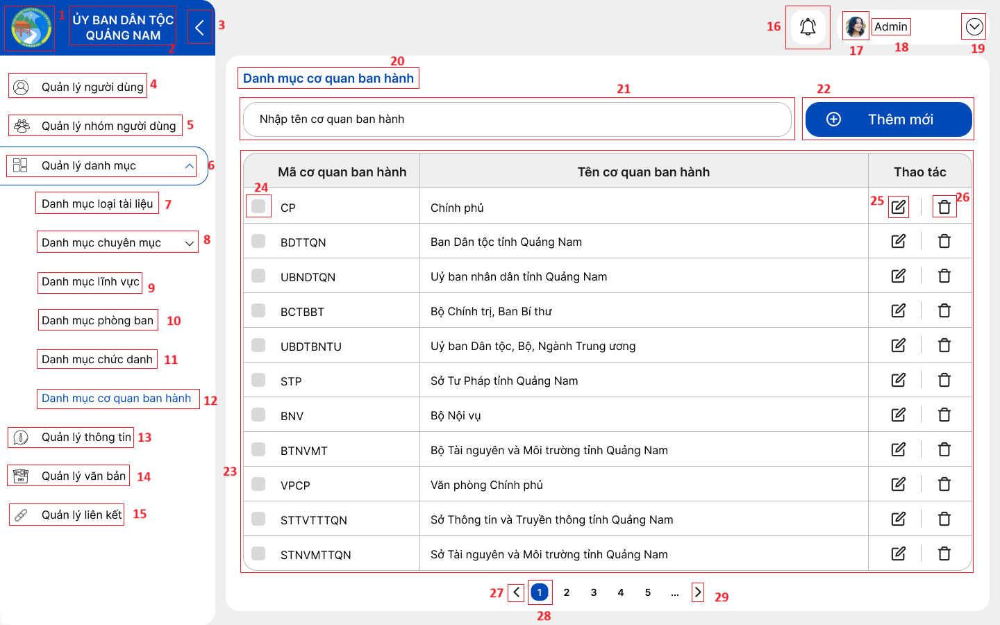 1
ỦY BAN DÂN TỘC
QUẢNG NAM
2
3
Quản lý người dùng
4
Quản lý nhóm người dùng
5
Quản lý danh mục
6
Danh mục loại tài liệu
7
Danh mục chuyên mục
8
Danh mục lĩnh vực
9
Danh mục phòng ban
10
Danh mục chức danh
11
Danh mục cơ quan ban hành
12
Quản lý thông tin
13
Quản lý văn bản
14
Quản lý liên kết
15
16
17
Admin
18
19
20
Danh mục cơ quan ban hành
21
Nhập tên cơ quan ban hành
22
Thêm mới
23
Mã cơ quan ban hành Tên cơ quan ban hành Thao tác
24
25
26
CP Chính phủ
BDTTQN Ban Dân tộc tỉnh Quảng Nam
UBNDTQN Uỷ ban nhân dân tỉnh Quảng Nam
BCTBBT Bộ Chính trị, Ban Bí thư
UBDTBNTU Uỷ ban Dân tộc, Bộ, Ngành Trung ương
STP Sở Tư Pháp tỉnh Quảng Nam
BNV Bộ Nội vụ
BTNVMT Bộ Tài nguyên và Môi trường tỉnh Quảng Nam
VPCP Văn phòng Chính phủ
STTVTTTQN Sở Thông tin và Truyền thông tỉnh Quảng Nam
STNVMTTQN Sở Tài nguyên và Môi trường tỉnh Quảng Nam
27
1 2 3 4 5 ...
28
29